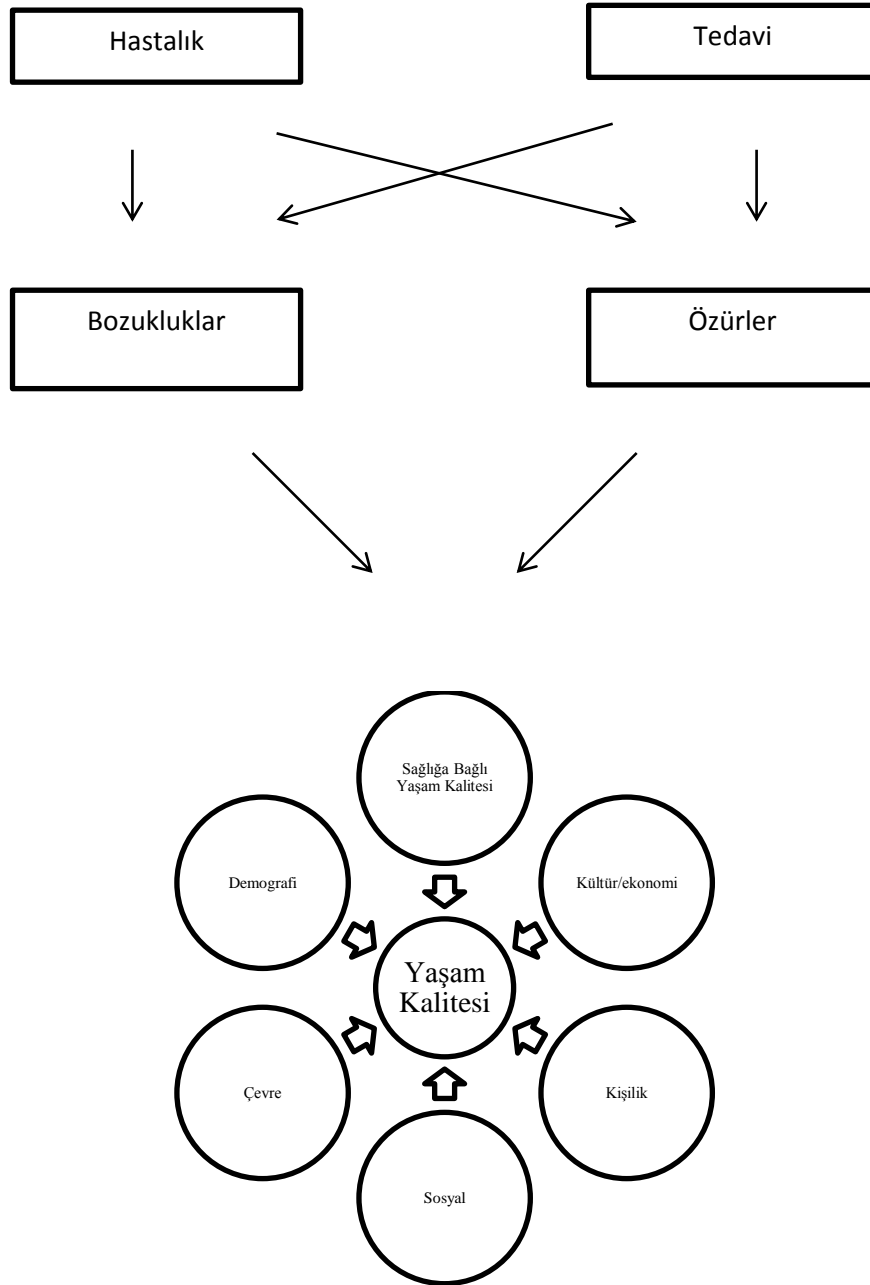 Hastalık
Tedavi
Bozukluklar
Özürler
Sağlığa Bağlı
Yaşam Kalitesi
Demografi
Kültür/ekonomi
Yaşam
Kalitesi
Çevre
Kişilik
Sosyal